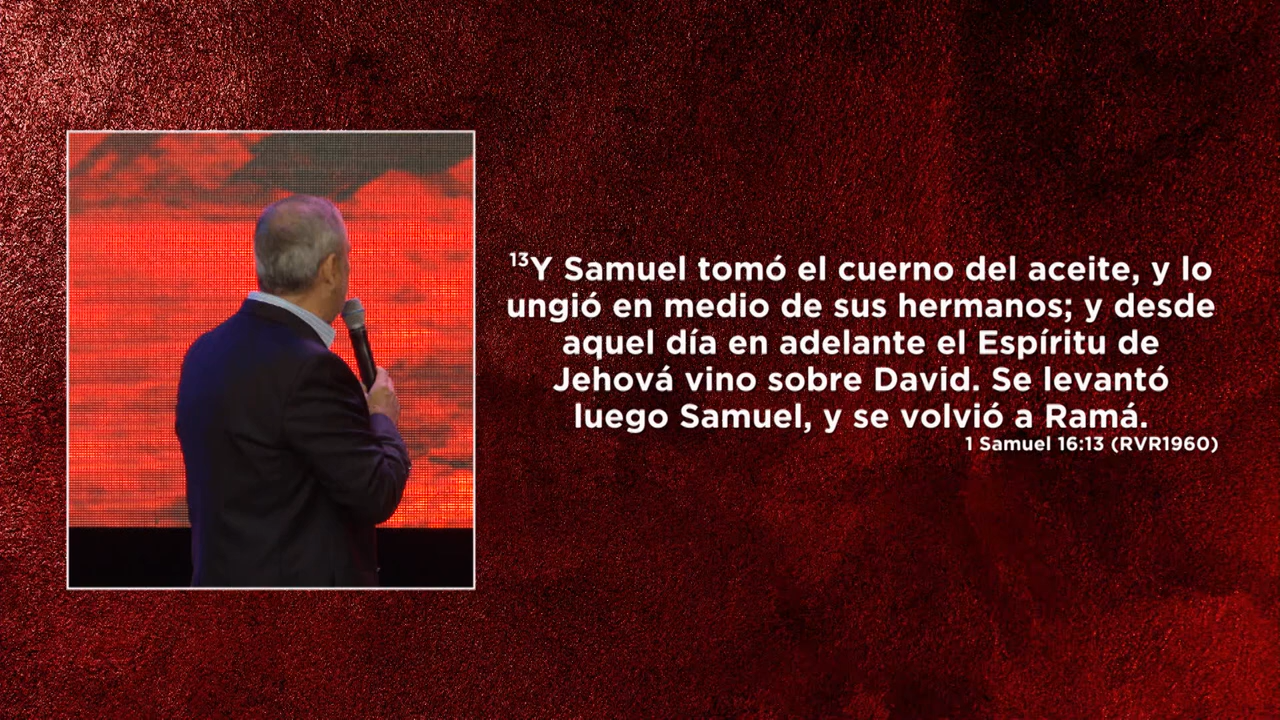 ¹³Y Samuel tomó el cuerno del aceite, y lo
ungió en medio de sus hermanos; y desde
aquel día en adelante el Espíritu de
Jehová vino sobre David. Se levantó
luego Samuel, y se volvió a Ramá.
1 Samuel 16:13 (RVR1960)